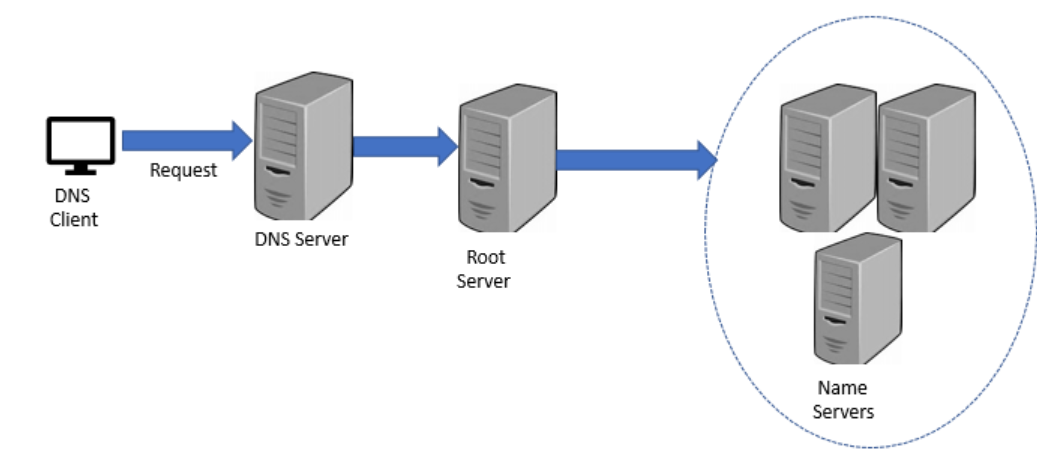 DNS
Client
Request
DNS Server
Root
Server
Name
Servers